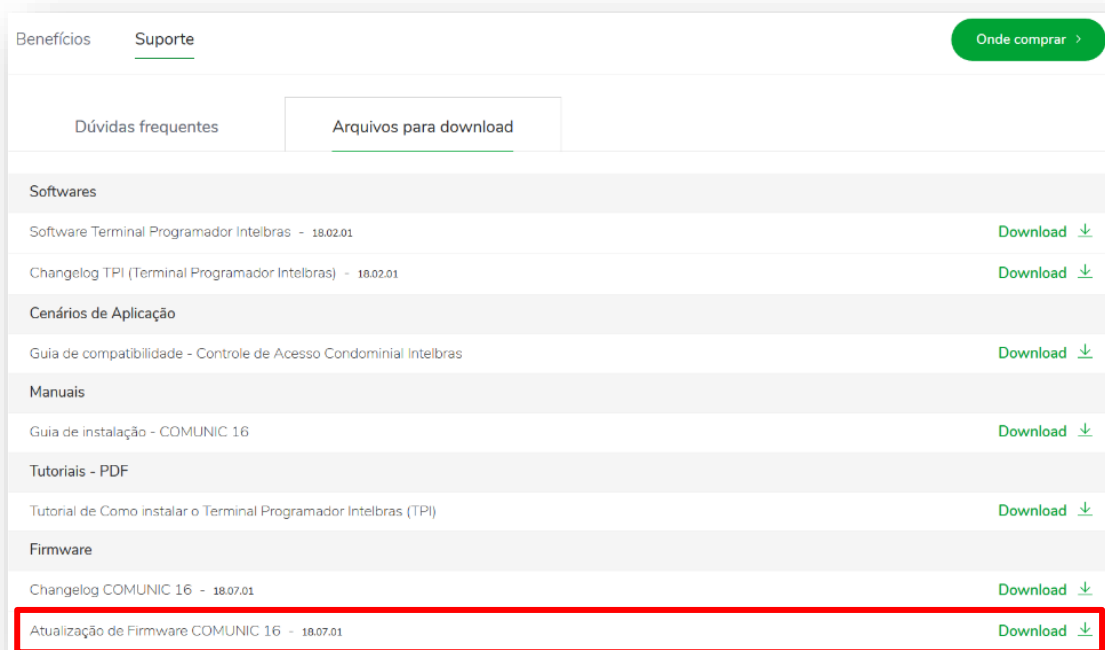 Benefícios Suporte Onde comprar >
Dúvidas frequentes Arquivos para download
Softwares
Software Terminal Programador Intelbras - 18.02.01 Download
Changelog TPI (Terminal Programador Intelbras) - 18.02.01 Download
Cenários de Aplicação
Guia de compatibilidade - Controle de Acesso Condominial Intelbras Download
Manuais
Guia de instalação - COMUNIC 16 Download
Tutoriais - PDF
Tutorial de Como instalar o Terminal Programador Intelbras (TPI) Download
Firmware
Changelog COMUNIC 16 - 18.07.01 Download
Atualização de Firmware COMUNIC 16 - 18.07.01 Download